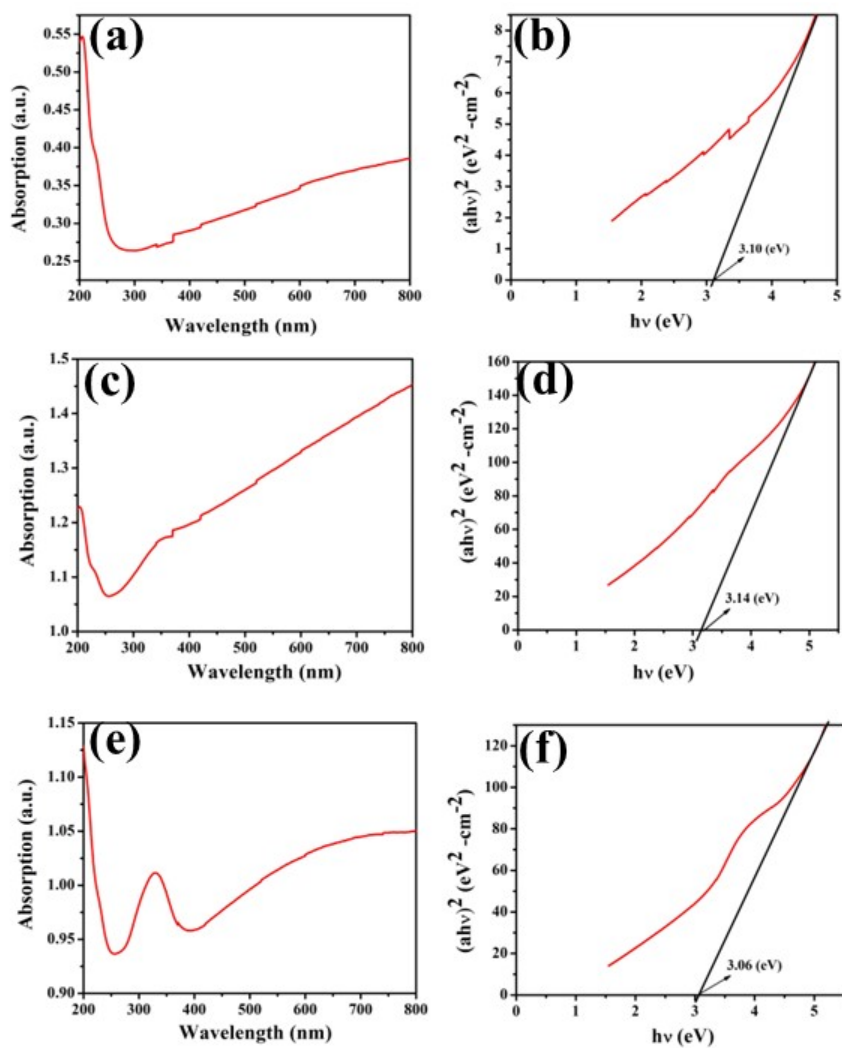 (a)
0.55
0.50
0.45
0.40
0.35
0.30
0.25
Absorption (a.u.)
200 300 400 500 600 700 800
Wavelength (nm)
(b)
8
7
6
5
4
3
2
1
0
(ahν)² (eV² -cm⁻²)
3.10 (eV)
0 1 2 3 4 5
hν (eV)
(c)
1.5
1.4
1.3
1.2
1.1
1.0
Absorption (a.u.)
200 300 400 500 600 700 800
Wavelength (nm)
(d)
160
140
120
100
80
60
40
20
0
(ahν)² (eV² -cm⁻²)
3.14 (eV)
0 1 2 3 4 5
hν (eV)
(e)
1.15
1.10
1.05
1.00
0.95
0.90
Absorption (a.u.)
200 300 400 500 600 700 800
Wavelength (nm)
(f)
120
100
80
60
40
20
0
(ahν)² (eV² -cm⁻²)
3.06 (eV)
0 1 2 3 4 5
hν (eV)